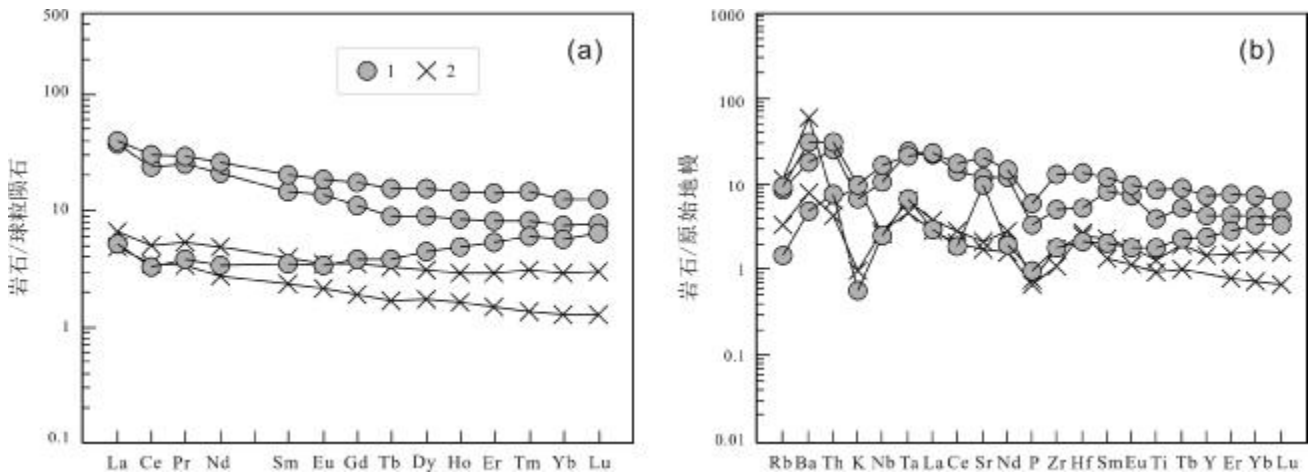 500
100
10
1
0.1
岩石/球粒陨石
(a)
1 2
La Ce Pr Nd Sm Eu Gd Tb Dy Ho Er Tm Yb Lu
1000
100
10
1
0.1
0.01
岩石/原始地幔
(b)
Rb Ba Th K Nb Ta La Ce Sr Nd P Zr Hf Sm Eu Ti Tb Y Er Yb Lu